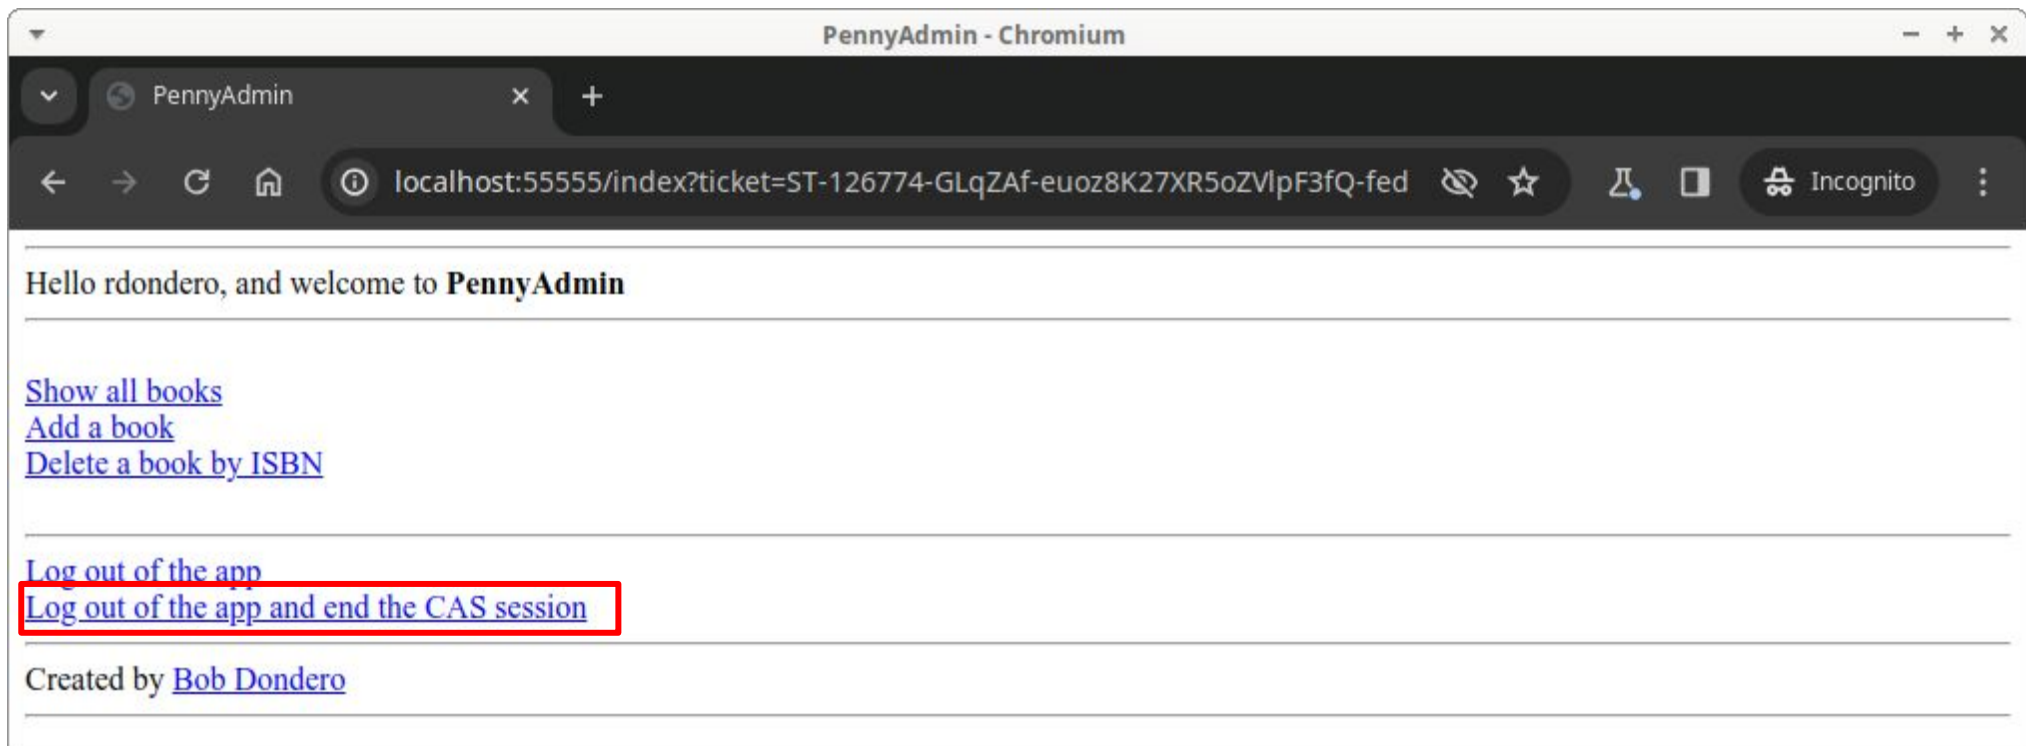 PennyAdmin - Chromium
PennyAdmin
localhost:55555/index?ticket=ST-126774-GLqZAf-euoz8K27XR5oZVlpF3fQ-fed
Incognito
Hello rdondero, and welcome to PennyAdmin
Show all books
Add a book
Delete a book by ISBN
Log out of the app
Log out of the app and end the CAS session
Created by Bob Dondero